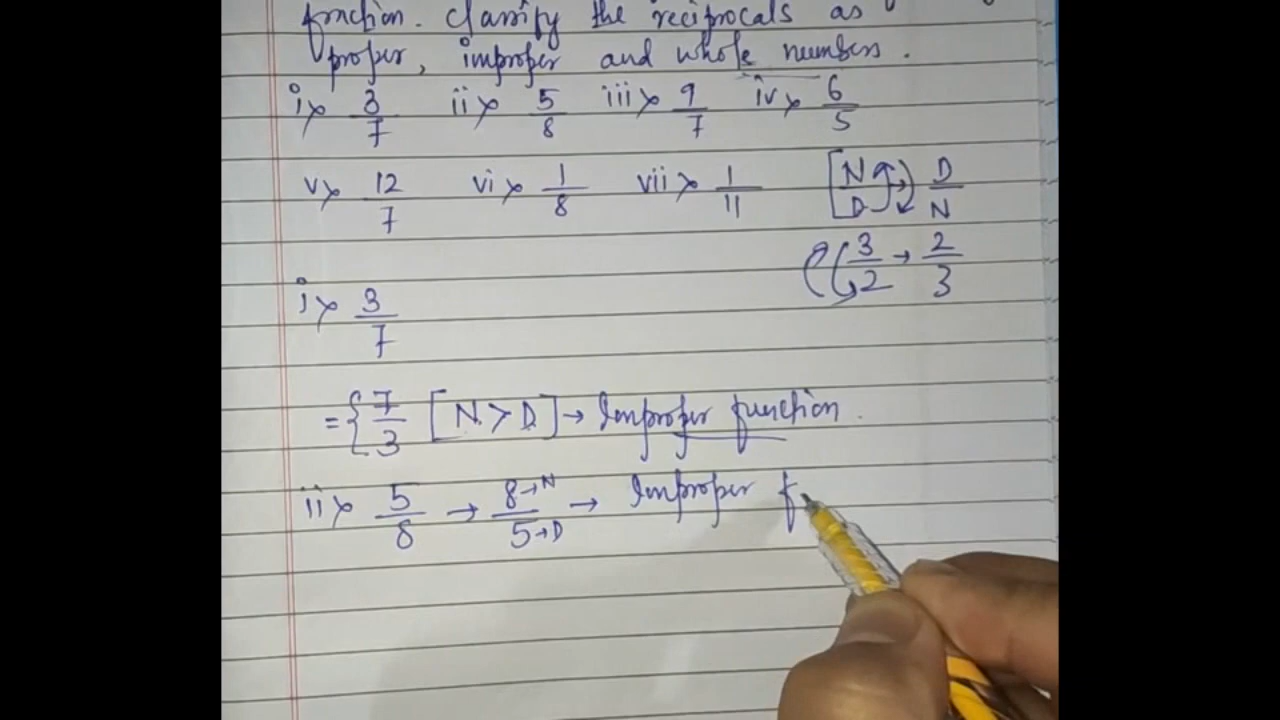 function. Classify the reciprocals as
proper, improper and whole numbers.
i> 3/7 ii> 5/8 iii> 9/7 iv> 6/5
v> 12/7 vi> 1/8 vii> 1/11 [N/D → D/N
3/2 → 2/3
i> 3/7
= { 7/3 [N > D] → Improper function.
ii> 5/8 → 8→N/5→D → Improper f